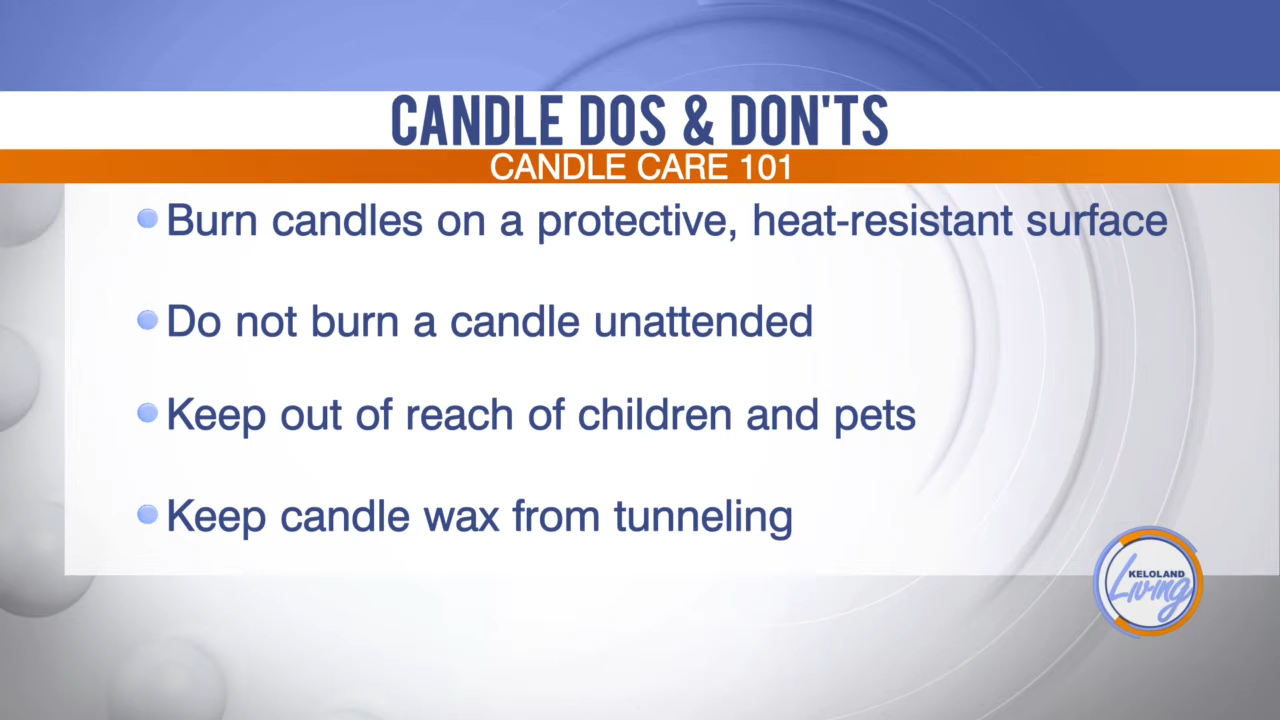 CANDLE DOS & DON'TS
CANDLE CARE 101
Burn candles on a protective, heat-resistant surface
Do not burn a candle unattended
Keep out of reach of children and pets
Keep candle wax from tunneling
KELOLAND
Living